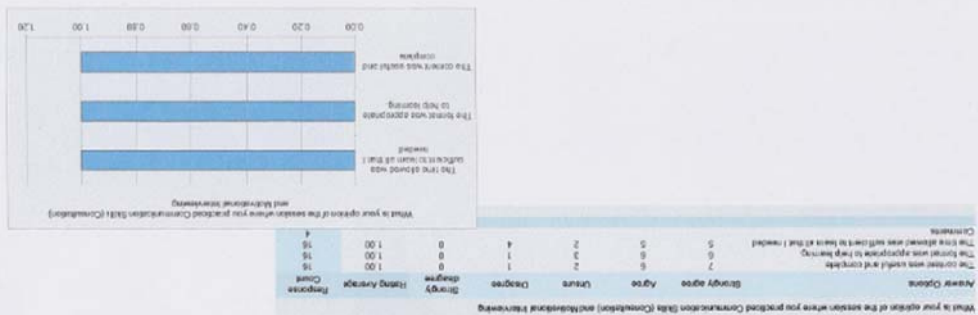 What is your opinion of the session where you practiced Communication Skills (Consultation) and Motivational Interviewing
Answer Options Strongly agree Agree Unsure Disagree Strongly disagree Rating Average Response Count
The content was useful and complete 7 6 2 1 0 1.00 16
The format was appropriate to help learning. 6 6 3 1 0 1.00 16
The time allowed was sufficient to learn all that I needed 5 5 2 4 0 1.00 16
Comments 4
What is your opinion of the session where you practiced Communication Skills (Consultation)
and Motivational Interviewing
The time allowed was
sufficient to learn all that I
needed
The format was appropriate
to help learning.
The content was useful and
complete
0.00 0.20 0.40 0.60 0.80 1.00 1.20